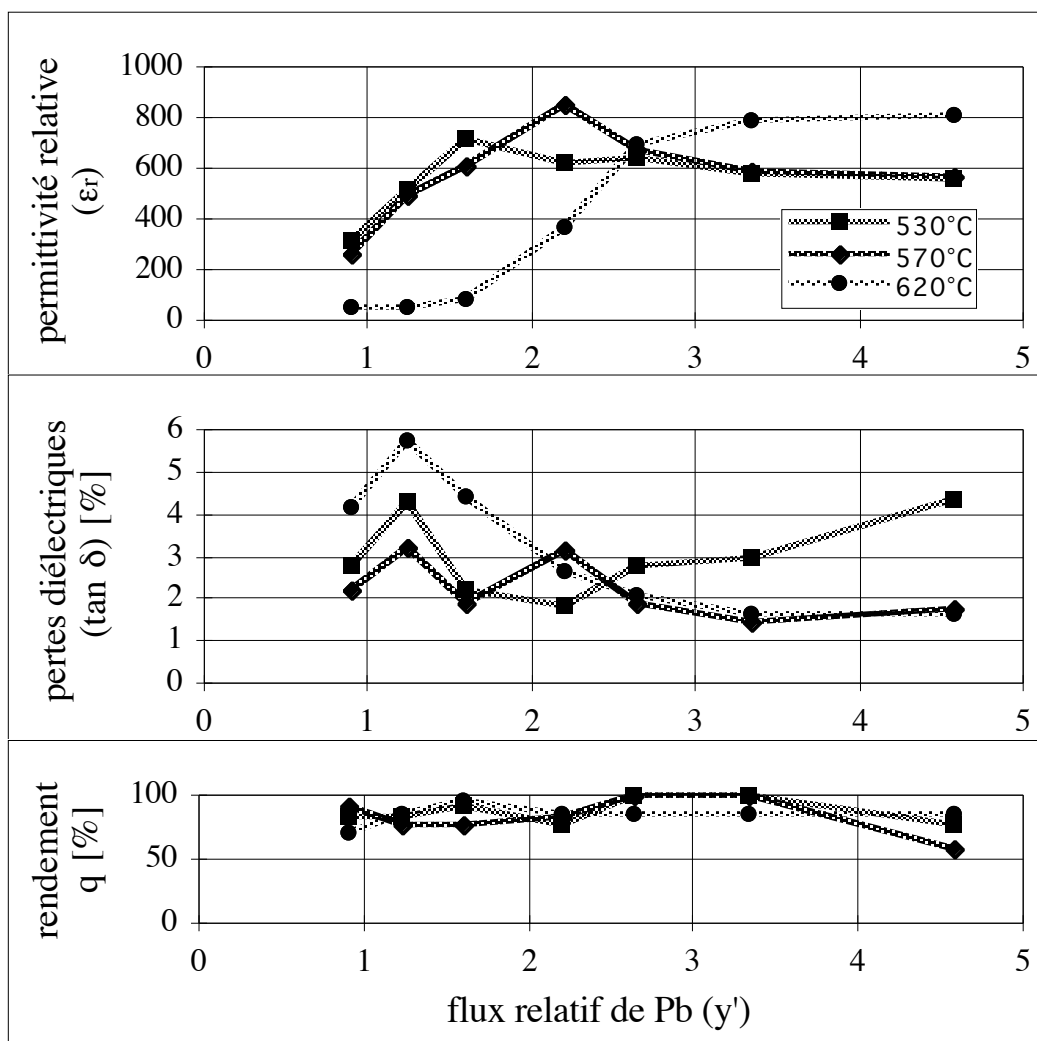 permittivité relative
(εr)
1000
800
600
400
200
0
0 1 2 3 4 5
530°C
570°C
620°C
pertes diélectriques
(tan δ) [%]
6
5
4
3
2
1
0
0 1 2 3 4 5
rendement
q [%]
100
50
0
0 1 2 3 4 5
flux relatif de Pb (y')